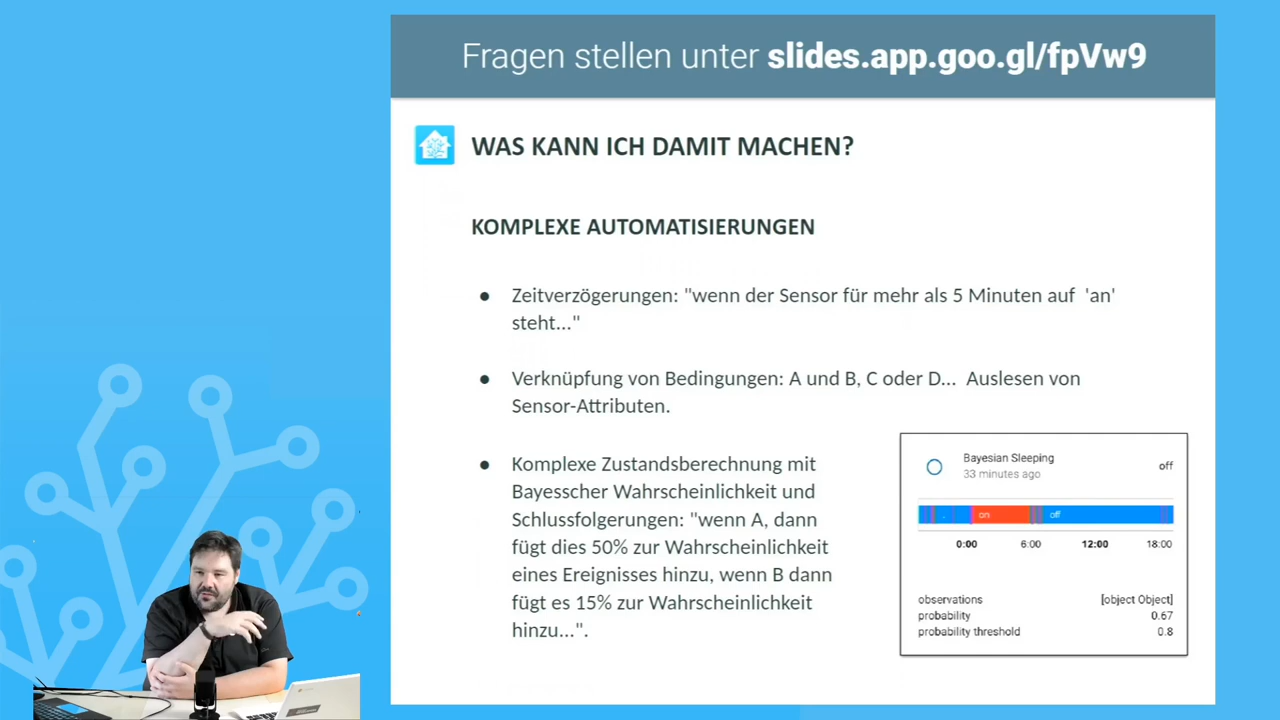 Fragen stellen unter slides.app.goo.gl/fpVw9
WAS KANN ICH DAMIT MACHEN?
KOMPLEXE AUTOMATISIERUNGEN
● Zeitverzögerungen: "wenn der Sensor für mehr als 5 Minuten auf 'an'
steht..."
● Verknüpfung von Bedingungen: A und B, C oder D... Auslesen von
Sensor-Attributen.
● Komplexe Zustandsberechnung mit
Bayesscher Wahrscheinlichkeit und
Schlussfolgerungen: "wenn A, dann
fügt dies 50% zur Wahrscheinlichkeit
eines Ereignisses hinzu, wenn B dann
fügt es 15% zur Wahrscheinlichkeit
hinzu...".
Bayesian Sleeping
33 minutes ago
off
on off
0:00 6:00 12:00 18:00
observations [object Object]
probability 0.67
probability threshold 0.8